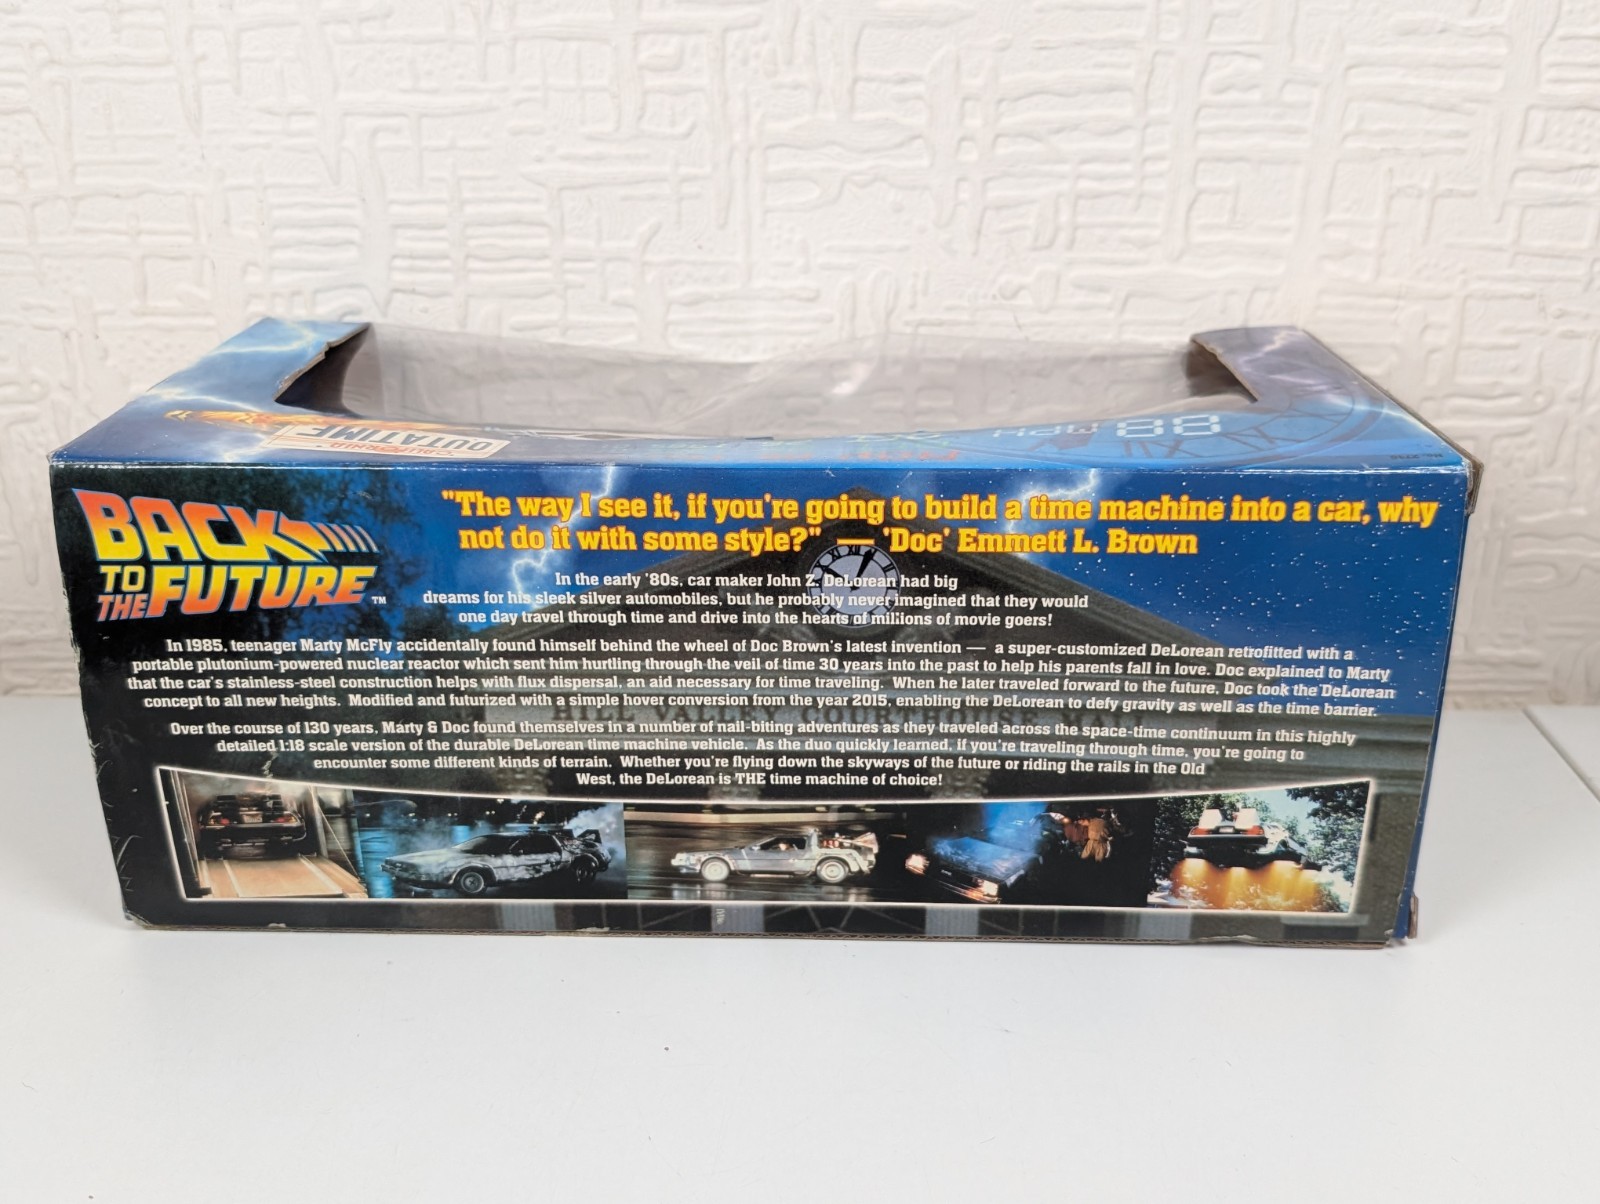 CALIFORNIA
OUTATIME
88 MPH
BACK
TO THE
FUTURE™
"The way I see it, if you're going to build a time machine into a car, why
not do it with some style?" — 'Doc' Emmett L. Brown
In the early '80s, car maker John Z. DeLorean had big
dreams for his sleek silver automobiles, but he probably never imagined that they would
one day travel through time and drive into the hearts of millions of movie goers!
In 1985, teenager Marty McFly accidentally found himself behind the wheel of Doc Brown's latest invention — a super-customized DeLorean retrofitted with a
portable plutonium-powered nuclear reactor which sent him hurtling through the veil of time 30 years into the past to help his parents fall in love. Doc explained to Marty
that the car's stainless-steel construction helps with flux dispersal, an aid necessary for time traveling. When he later traveled forward to the future, Doc took the DeLorean
concept to all new heights. Modified and futurized with a simple hover conversion from the year 2015, enabling the DeLorean to defy gravity as well as the time barrier.
HILL VALLEY COURTHOUSE MALL
Over the course of 130 years, Marty & Doc found themselves in a number of nail-biting adventures as they traveled across the space-time continuum in this highly
detailed 1:18 scale version of the durable DeLorean time machine vehicle. As the duo quickly learned, if you're traveling through time, you're going to
encounter some different kinds of terrain. Whether you're flying down the skyways of the future or riding the rails in the Old
West, the DeLorean is THE time machine of choice!